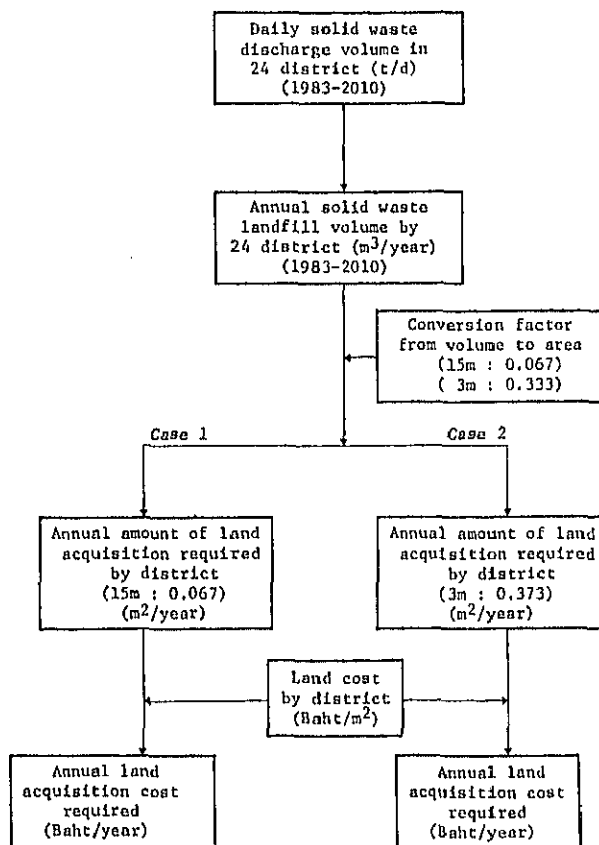 Daily solid waste
discharge volume in
24 district (t/d)
(1983-2010)
Annual solid waste
landfill volume by
24 district (m³/year)
(1983-2010)
Conversion factor
from volume to area
(15m : 0.067)
( 3m : 0.333)
Case 1
Case 2
Annual amount of land
acquisition required
by district
(15m : 0.067)
(m²/year)
Annual amount of land
acquisition required
by district
(3m : 0.373)
(m²/year)
Land cost
by district
(Baht/m²)
Annual land
acquisition cost
required
(Baht/year)
Annual land
acquisition cost
required
(Baht/year)